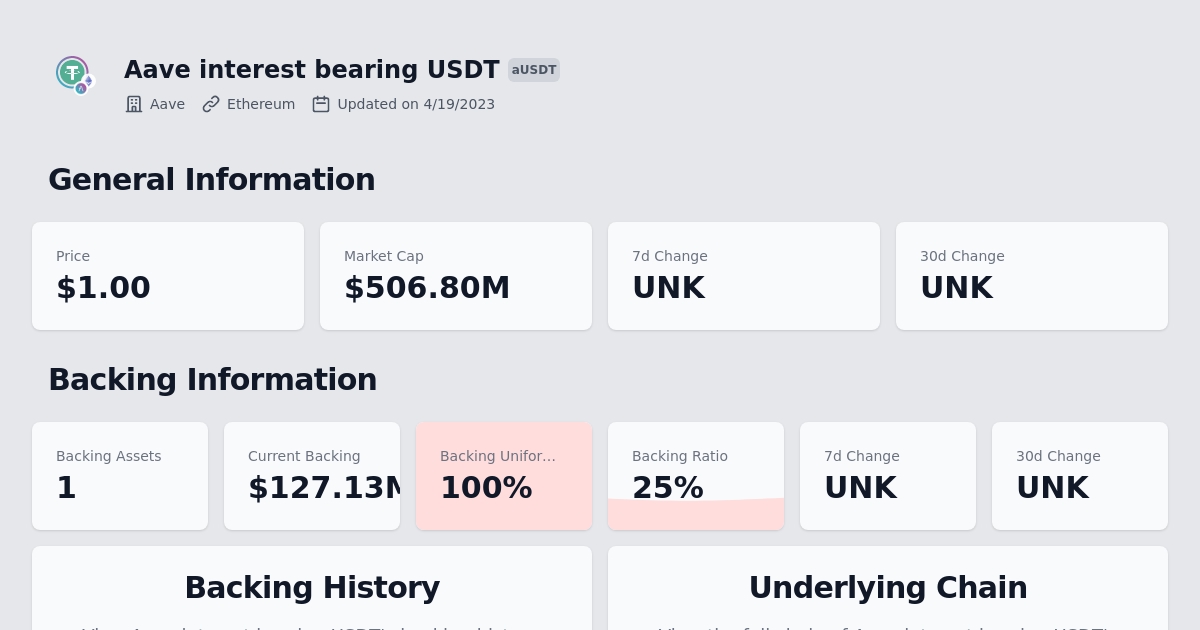 Aave interest bearing USDT aUSDT
Aave Ethereum Updated on 4/19/2023
General Information
Price Market Cap 7d Change 30d Change
$1.00 $506.80M UNK UNK
Backing Information
Backing Assets Current Backing Backing Unifor... Backing Ratio 7d Change 30d Change
1 $127.13M 100% 25% UNK UNK
Backing History Underlying Chain